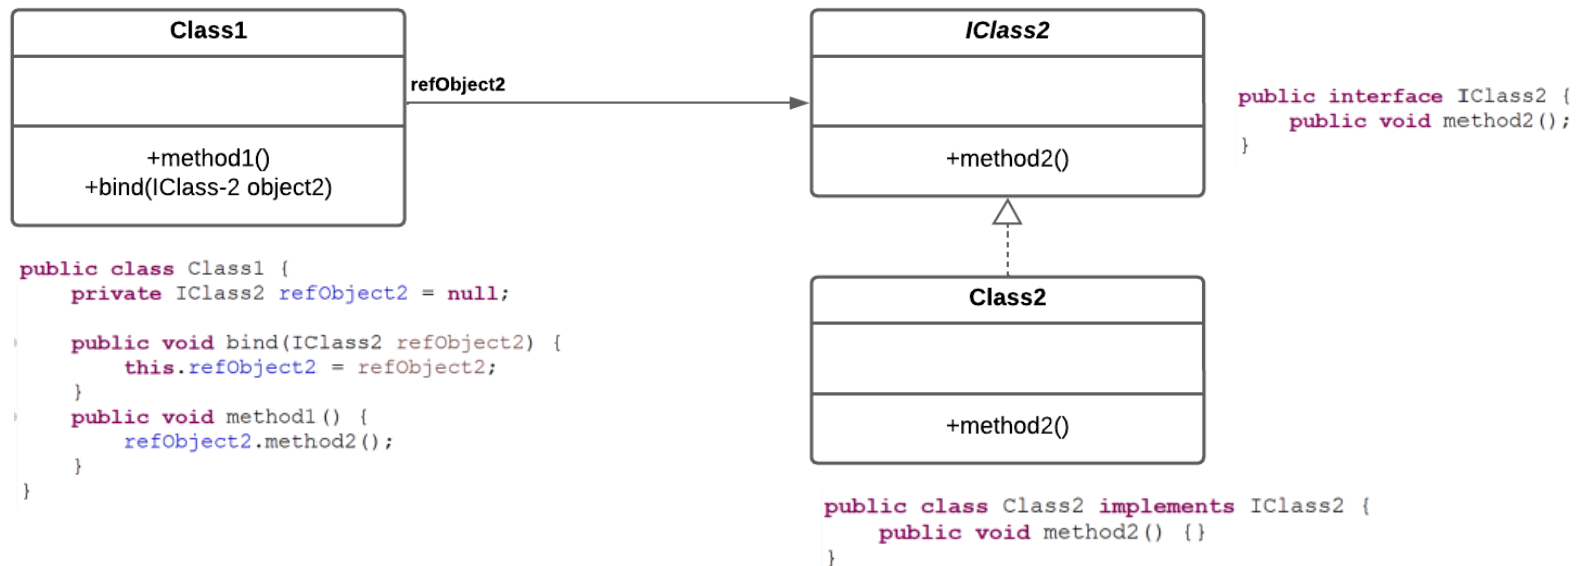 Class1
+method1()
+bind(IClass-2 object2)
refObject2
IClass2
+method2()
public interface IClass2 {
public void method2();
}
Class2
+method2()
public class Class1 {
private IClass2 refObject2 = null;
public void bind(IClass2 refObject2) {
this.refObject2 = refObject2;
}
public void method1() {
refObject2.method2();
}
}
public class Class2 implements IClass2 {
public void method2() {}
}